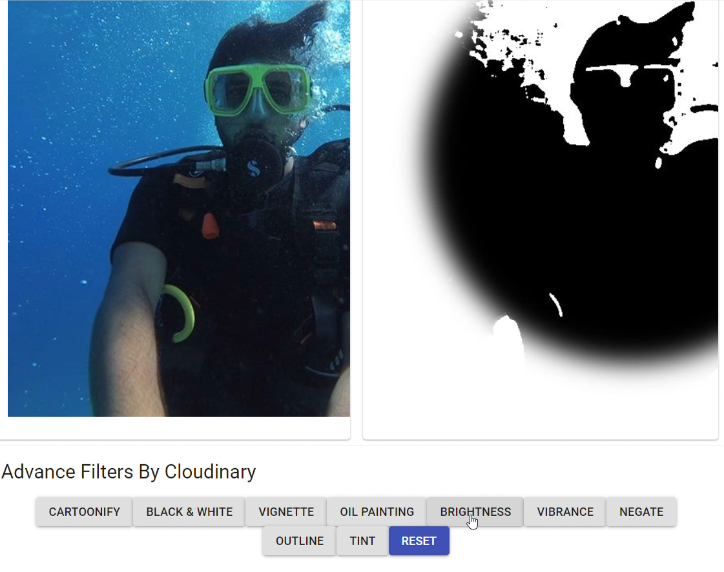 Advance Filters By Cloudinary
CARTOONIFY BLACK & WHITE VIGNETTE OIL PAINTING BRIGHTNESS VIBRANCE NEGATE
OUTLINE TINT RESET